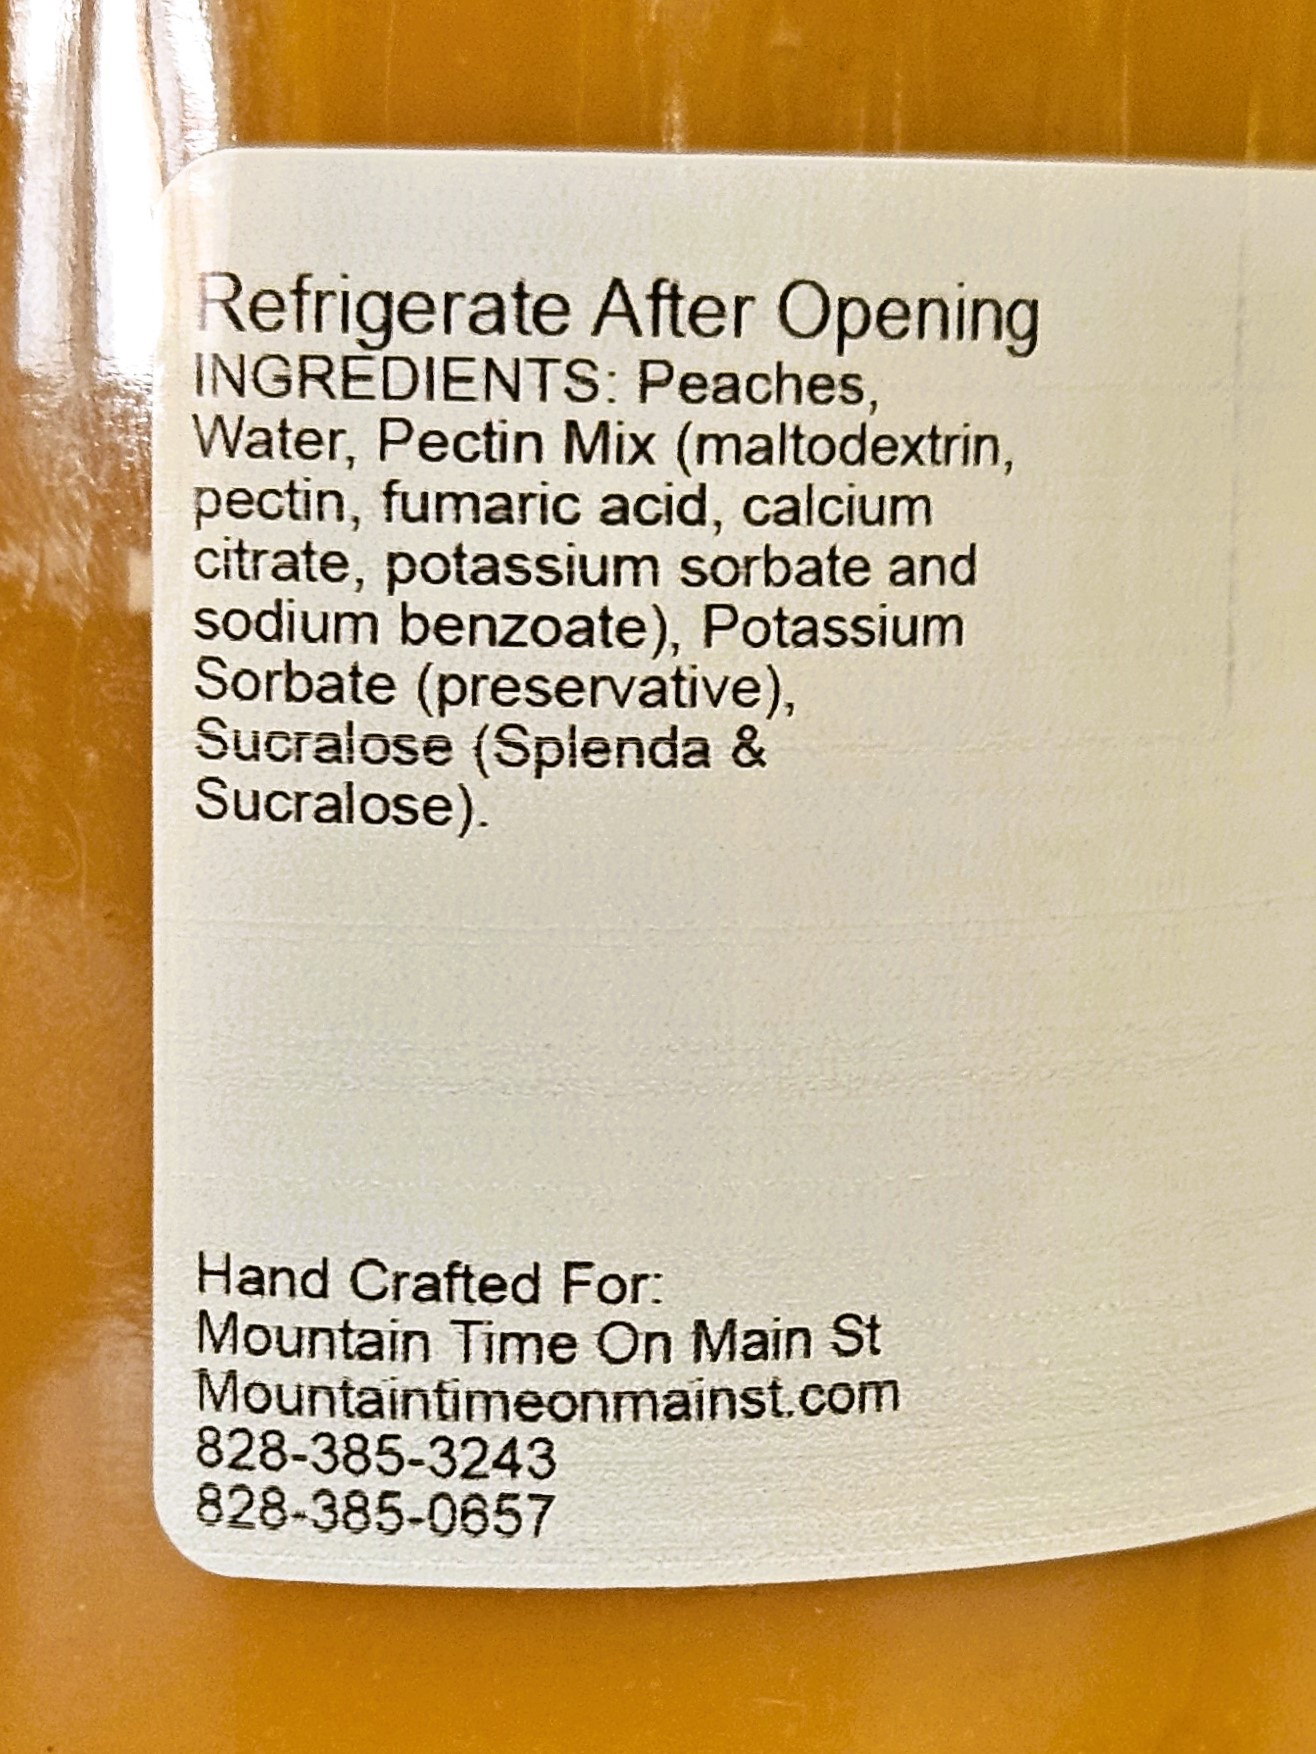 Refrigerate After Opening
INGREDIENTS: Peaches,
Water, Pectin Mix (maltodextrin,
pectin, fumaric acid, calcium
citrate, potassium sorbate and
sodium benzoate), Potassium
Sorbate (preservative),
Sucralose (Splenda &
Sucralose).
Hand Crafted For:
Mountain Time On Main St
Mountaintimeonmainst.com
828-385-3243
828-385-0657